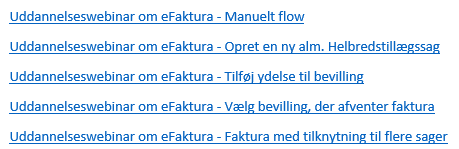 Uddannelseswebinar om eFaktura - Manuelt flow
Uddannelseswebinar om eFaktura - Opret en ny alm. Helbredstillægssag
Uddannelseswebinar om eFaktura - Tilføj ydelse til bevilling
Uddannelseswebinar om eFaktura - Vælg bevilling, der afventer faktura
Uddannelseswebinar om eFaktura - Faktura med tilknytning til flere sager